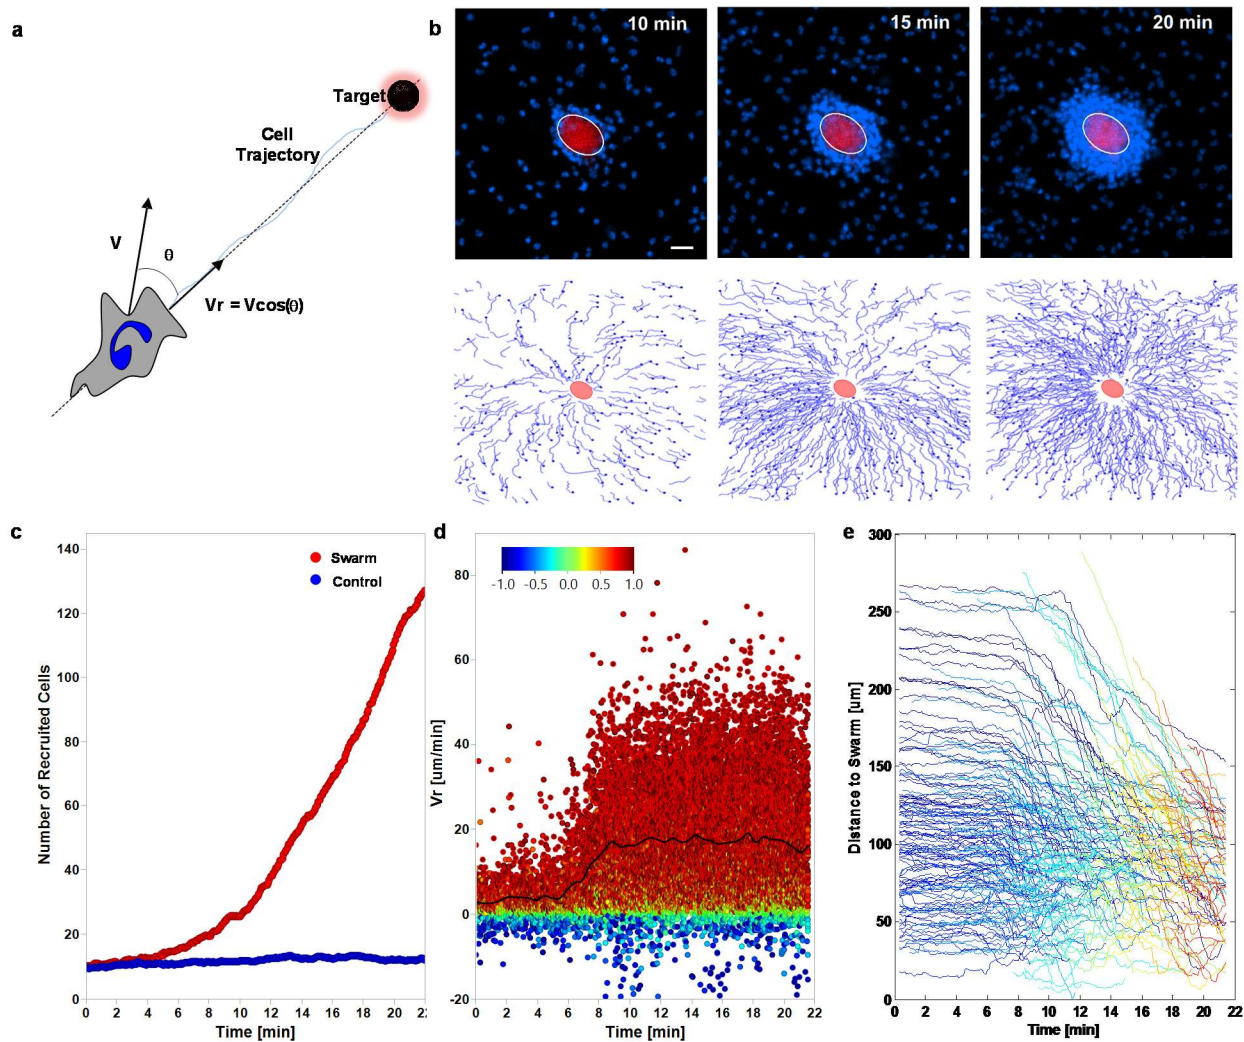 a
Target
Cell
Trajectory
V
θ
Vr = Vcos(θ)
b
10 min
15 min
20 min
c
Number of Recruited Cells
140
120
100
80
60
40
20
0
Swarm
Control
0 2 4 6 8 10 12 14 16 18 20 22
Time [min]
d
Vr [um/min]
80
60
40
20
0
-20
-1.0 -0.5 0.0 0.5 1.0
0 2 4 6 8 10 12 14 16 18 20 22
Time [min]
e
Distance to Swarm [µm]
300
250
200
150
100
50
0
0 2 4 6 8 10 12 14 16 18 20 22
Time [min]